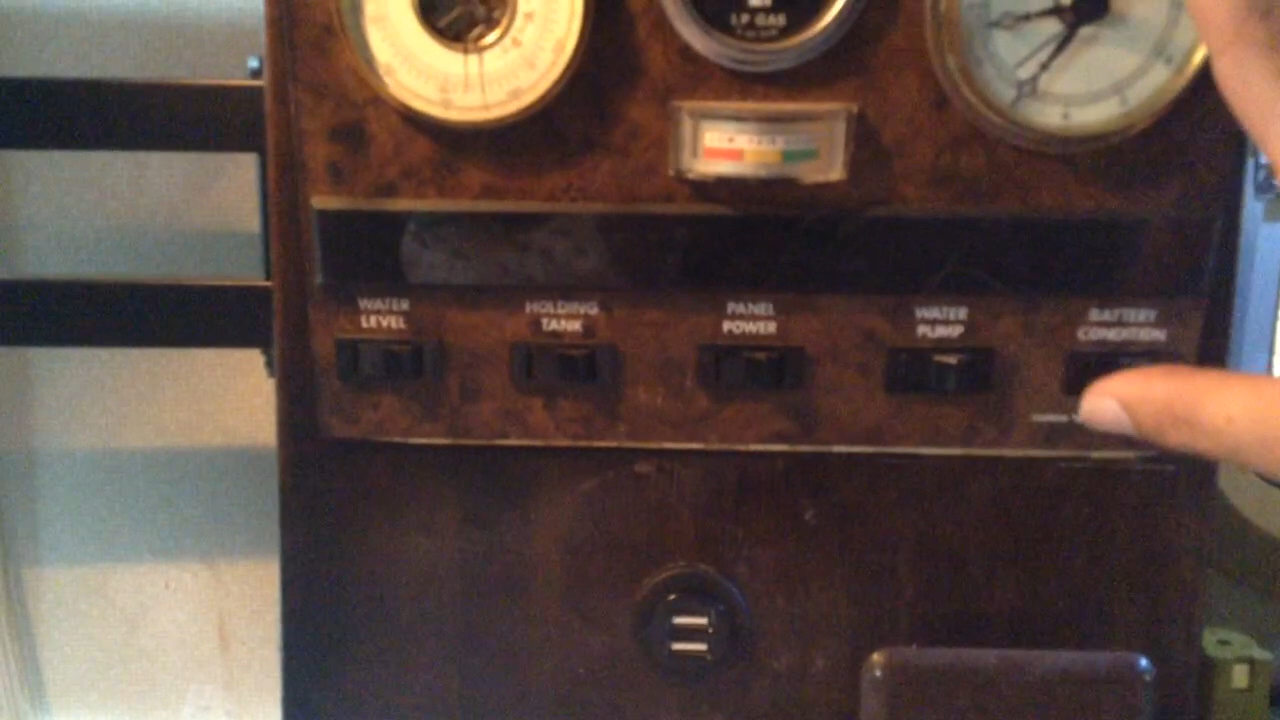 LP GAS
WATER
LEVEL
HOLDING
TANK
PANEL
POWER
WATER
PUMP
BATTERY
CONDITION